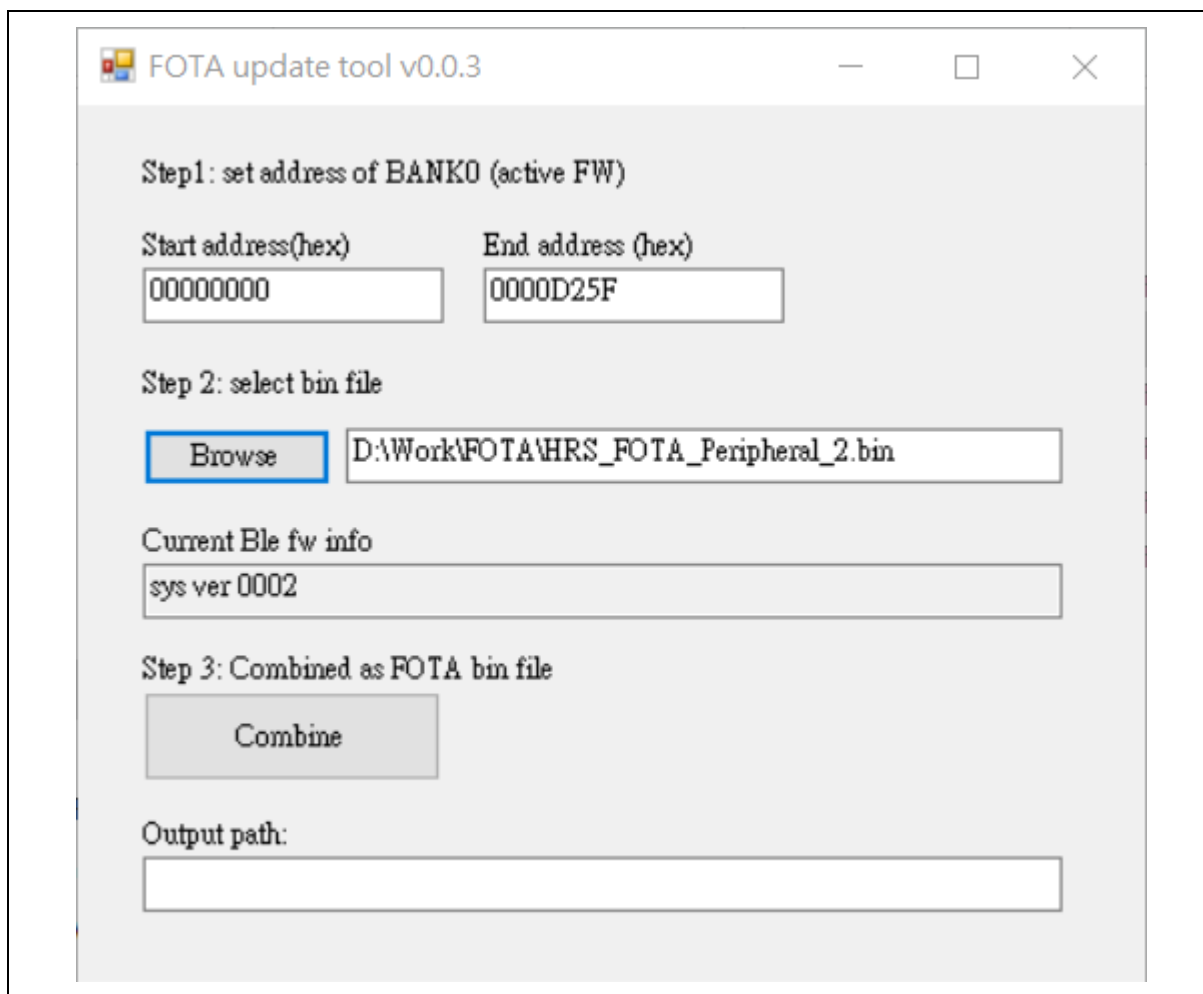 FOTA update tool v0.0.3
Step1: set address of BANK0 (active FW)
Start address(hex) End address (hex)
00000000 0000D25F
Step 2: select bin file
Browse D:\Work\FOTA\HRS_FOTA_Peripheral_2.bin
Current Ble fw info
sys ver 0002
Step 3: Combined as FOTA bin file
Combine
Output path: